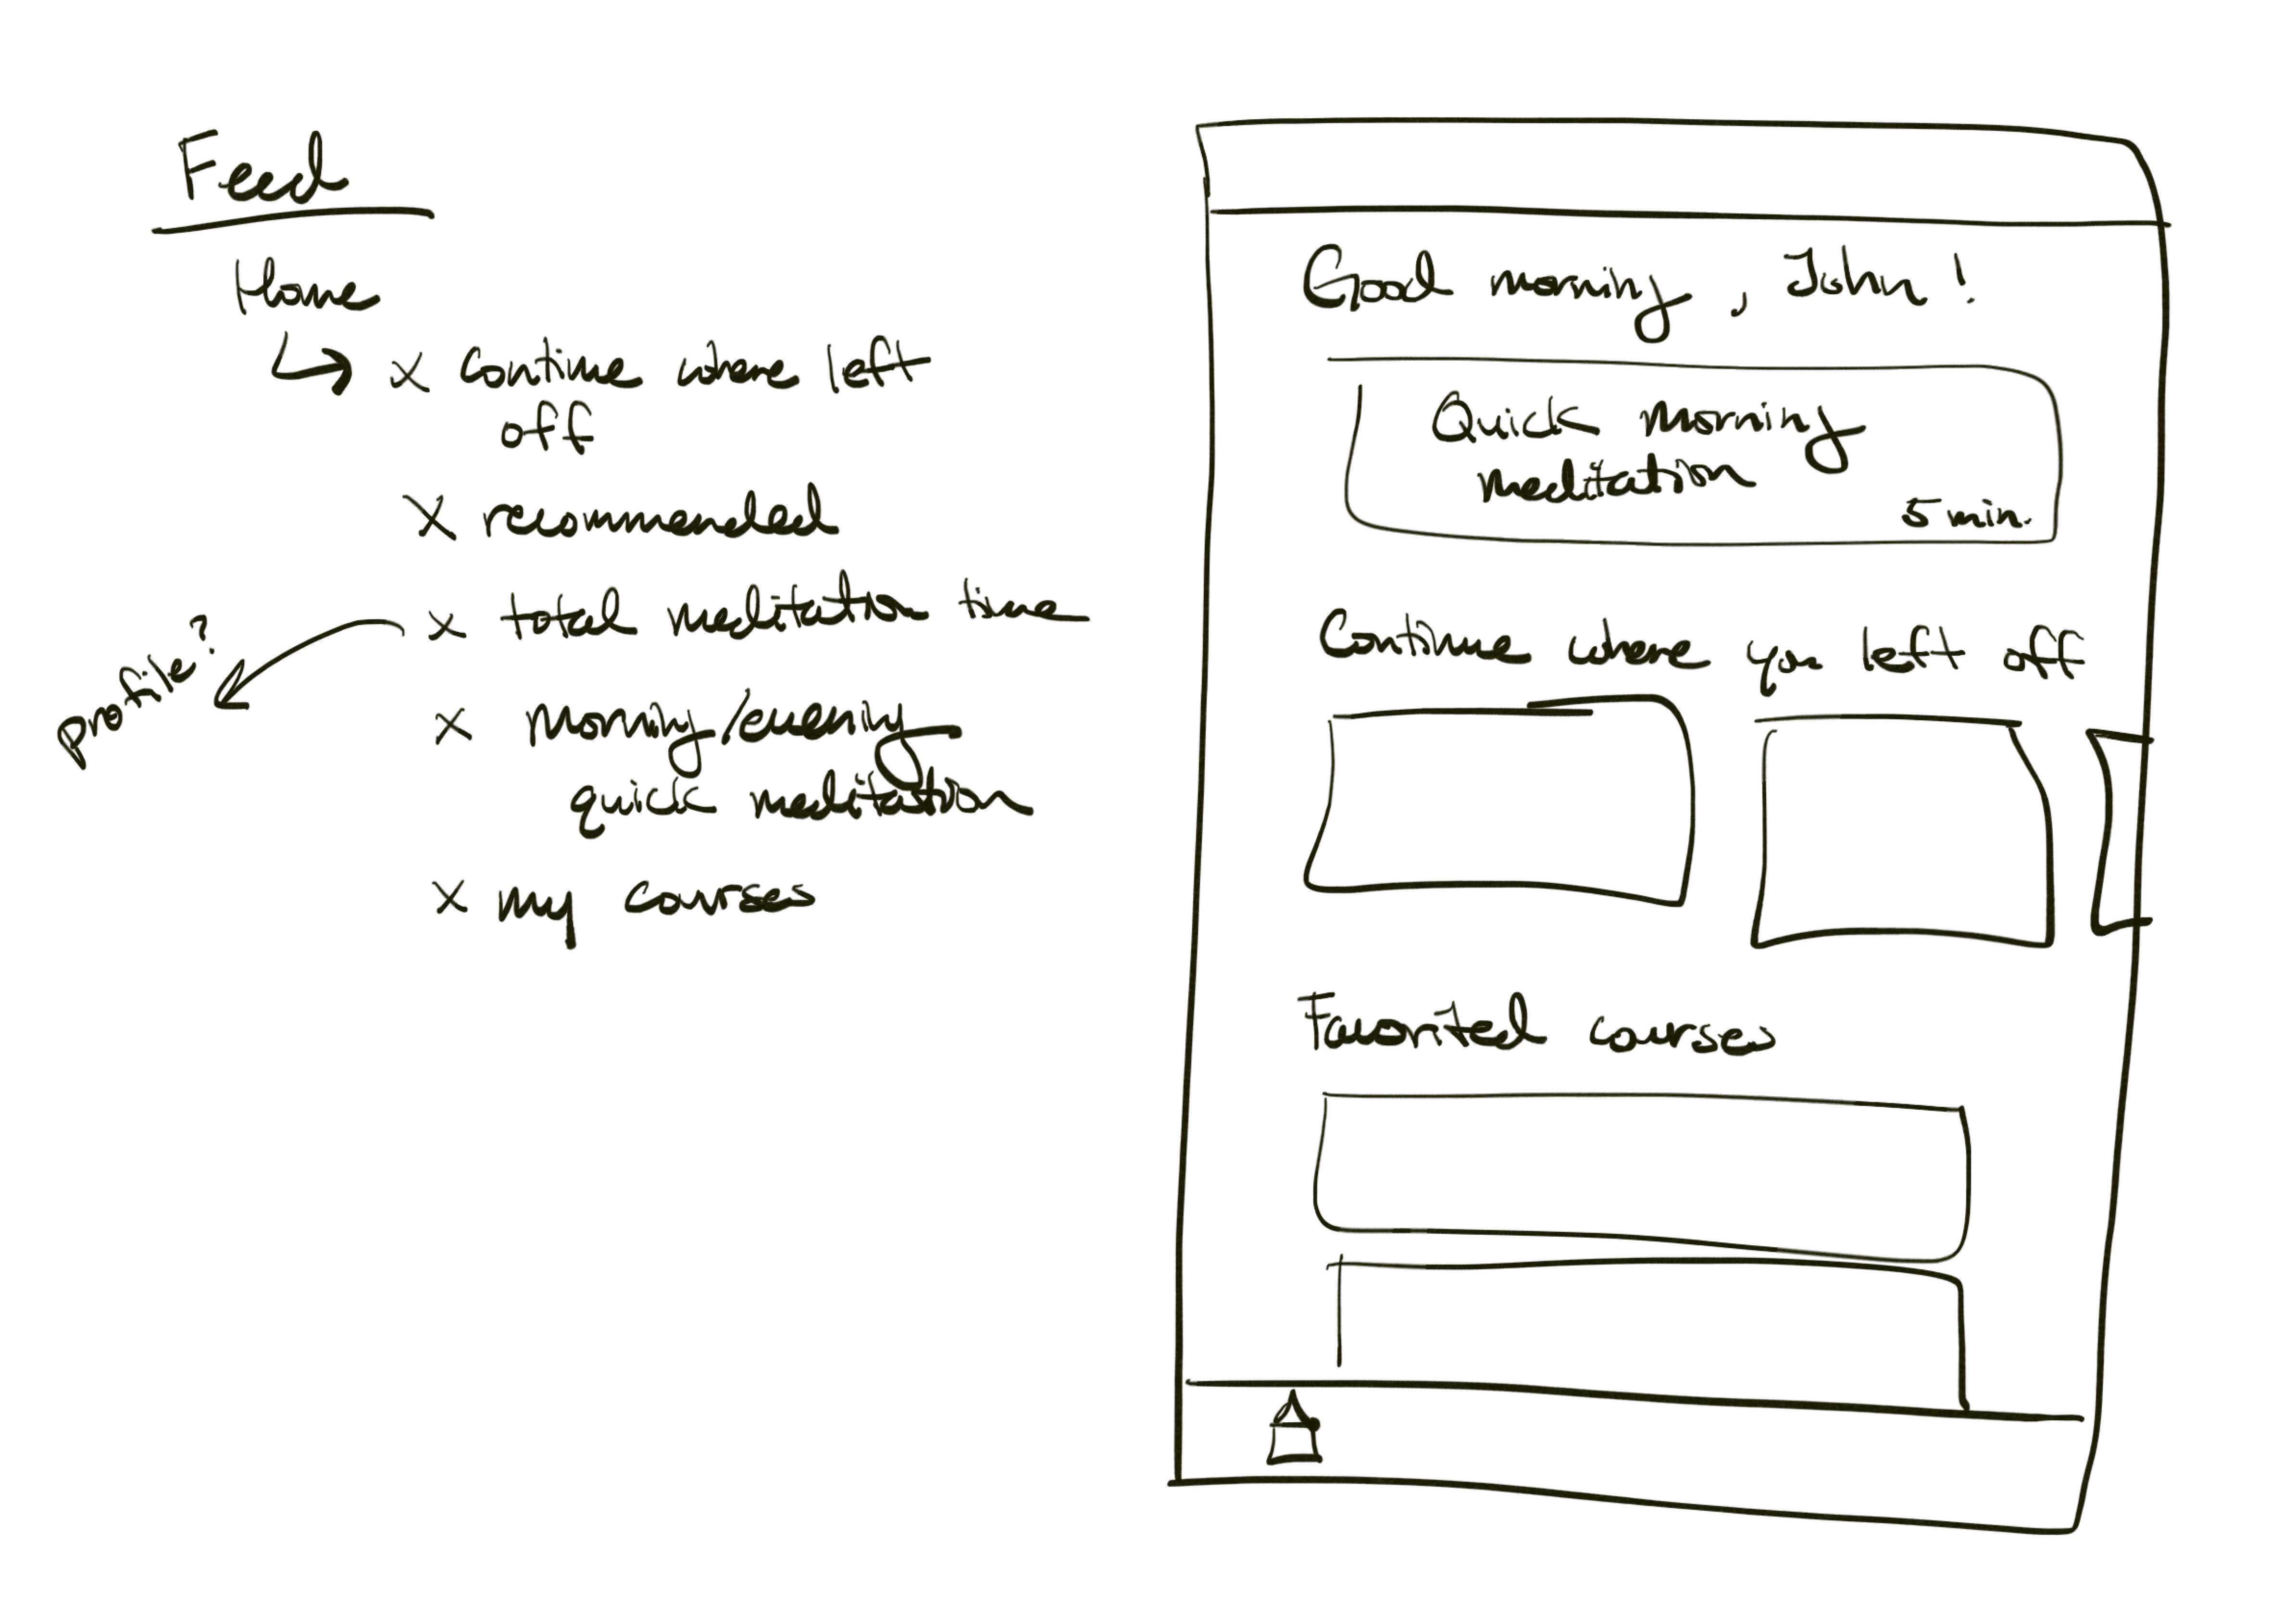 Feed
Home
x continue where left
off
x recommended
x total meditation time
profile?
x morning/evening
quick meditation
x my courses
Good morning, John!
Quick morning
meditation
5 min.
Continue where you left off
Favorited courses